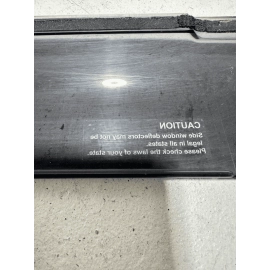 CAUTION
Side window deflectors may not be
legal in all states.
Please check the laws of your state.